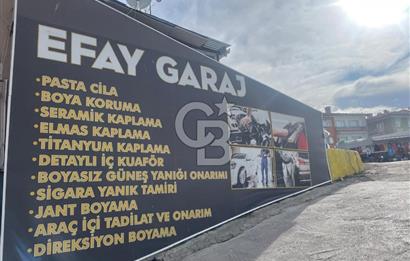 EFAY GARAJ
• PASTA CİLA
• BOYA KORUMA
• SERAMİK KAPLAMA
• ELMAS KAPLAMA
• TİTANYUM KAPLAMA
• DETAYLI İÇ KUAFÖR
• BOYASIZ GÜNEŞ YANIĞI ONARIMI
• SİGARA YANIK TAMİRİ
• JANT BOYAMA
• ARAÇ İÇİ TADİLAT VE ONARIM
• DİREKSİYON BOYAMA
CB